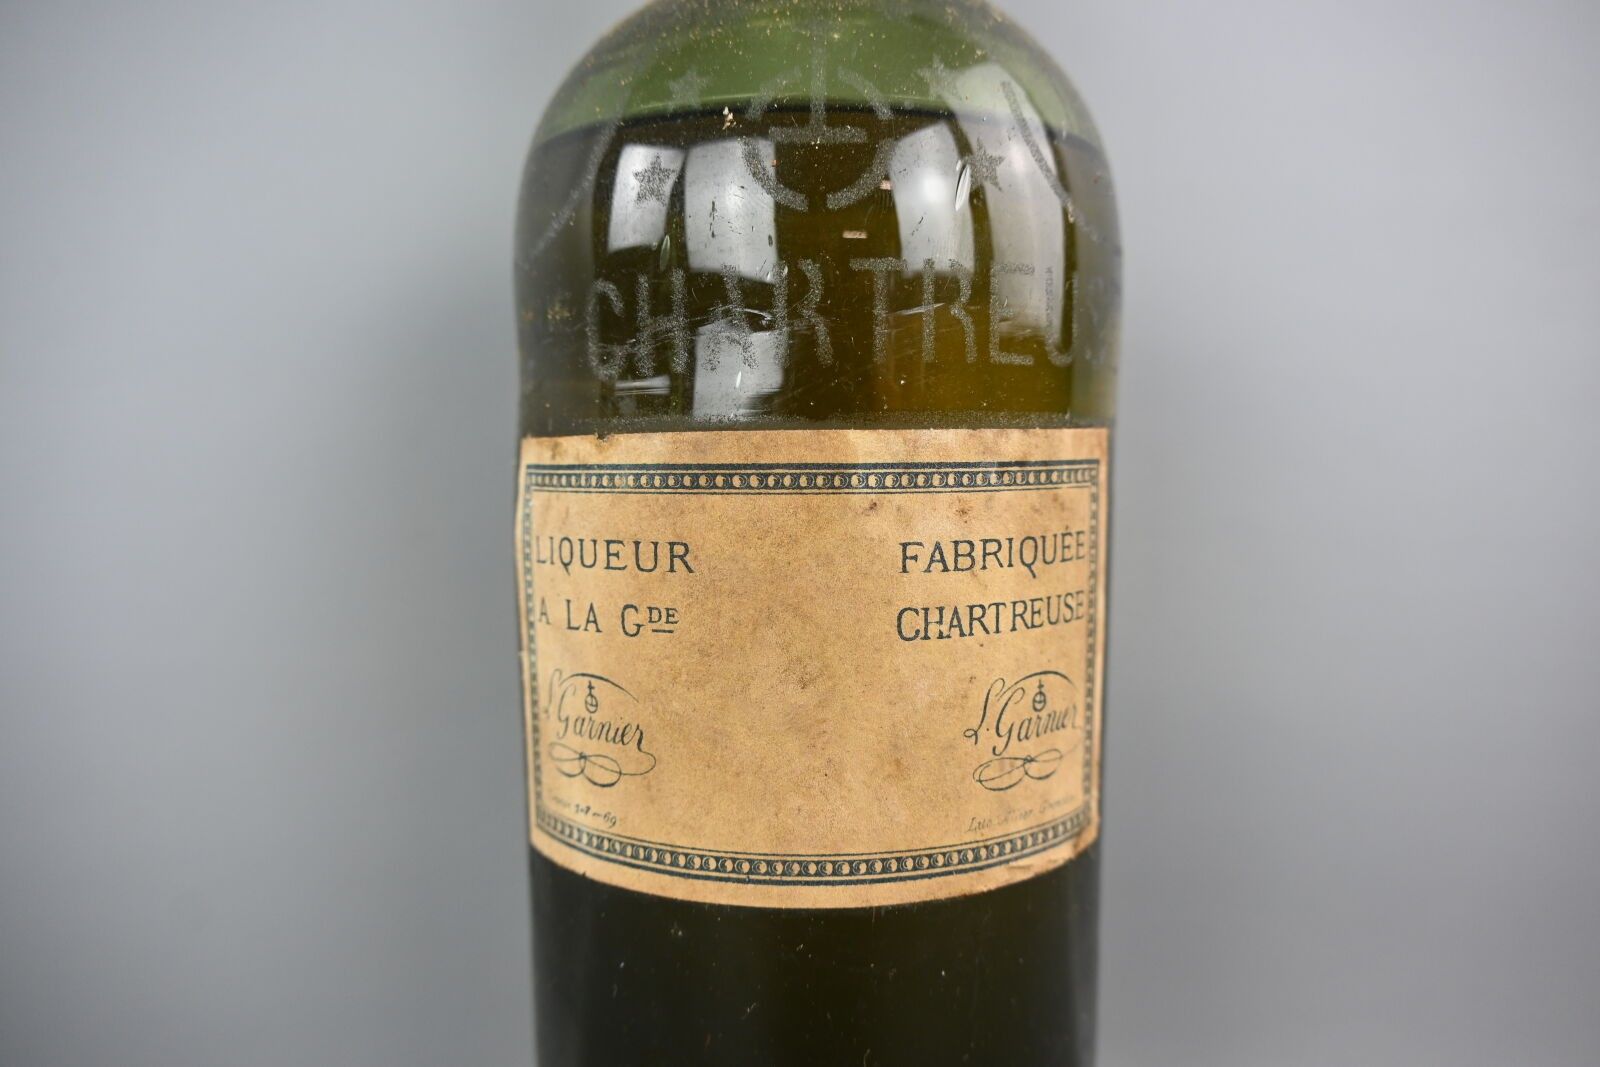 CHARTREU
LIQUEUR FABRIQUÉE
A LA GDE CHARTREUSE
L. Garnier L. Garnier